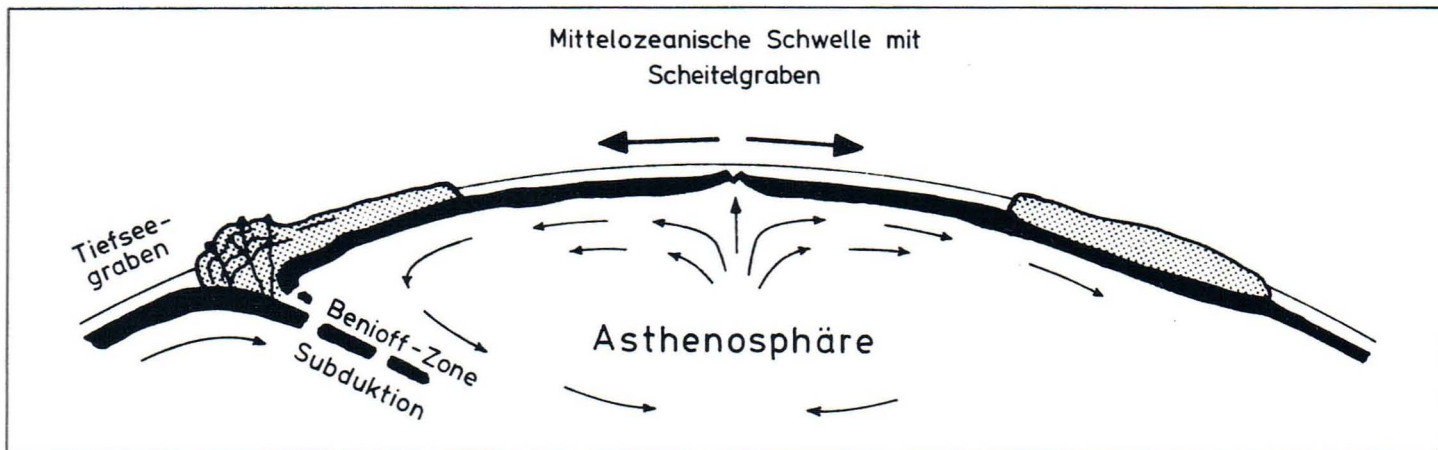 Mittelozeanische Schwelle mit
Scheitelgraben
Tiefsee-
graben
Benioff-Zone
Subduktion
Asthenosphäre